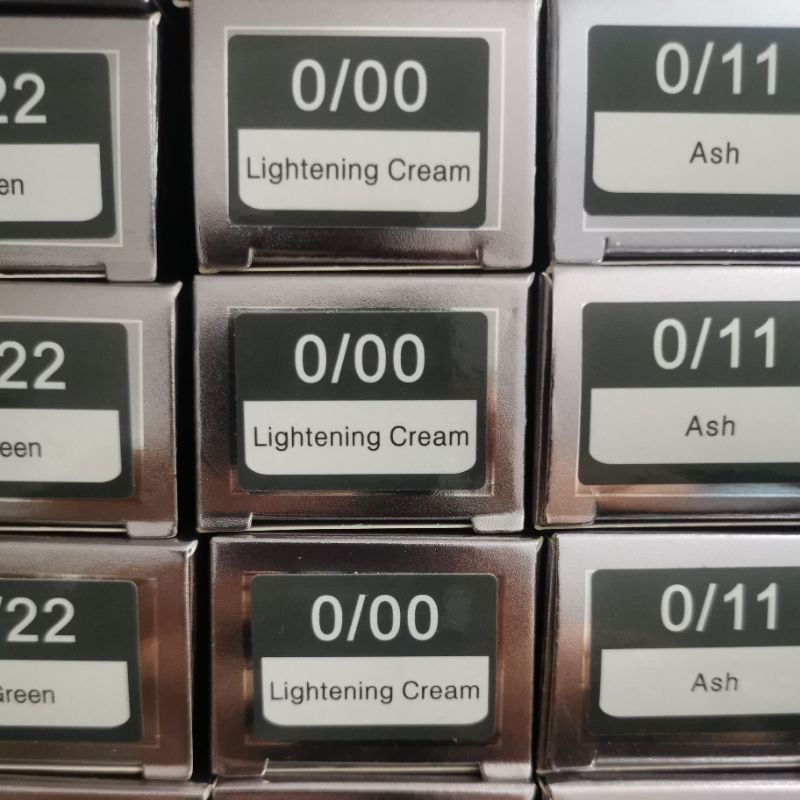 22
0/00
0/11
en
Lightening Cream
Ash
22
0/00
0/11
een
Lightening Cream
Ash
/22
0/00
0/11
Green
Lightening Cream
Ash